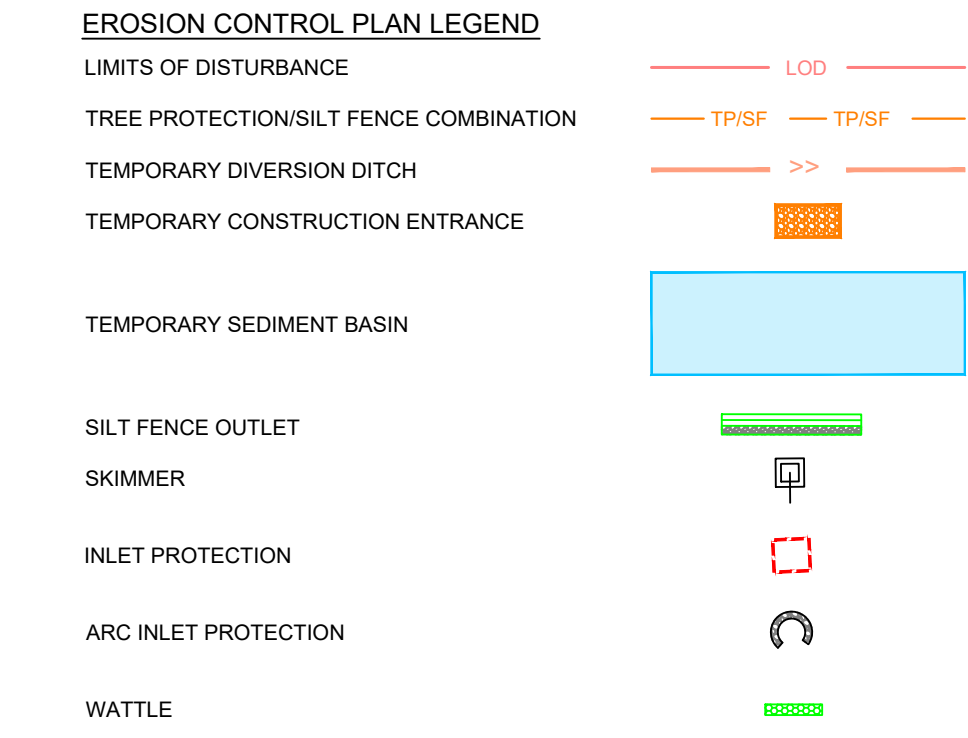 EROSION CONTROL PLAN LEGEND
LIMITS OF DISTURBANCE LOD
TREE PROTECTION/SILT FENCE COMBINATION TP/SF TP/SF
TEMPORARY DIVERSION DITCH >>
TEMPORARY CONSTRUCTION ENTRANCE
TEMPORARY SEDIMENT BASIN
SILT FENCE OUTLET
SKIMMER
INLET PROTECTION
ARC INLET PROTECTION
WATTLE